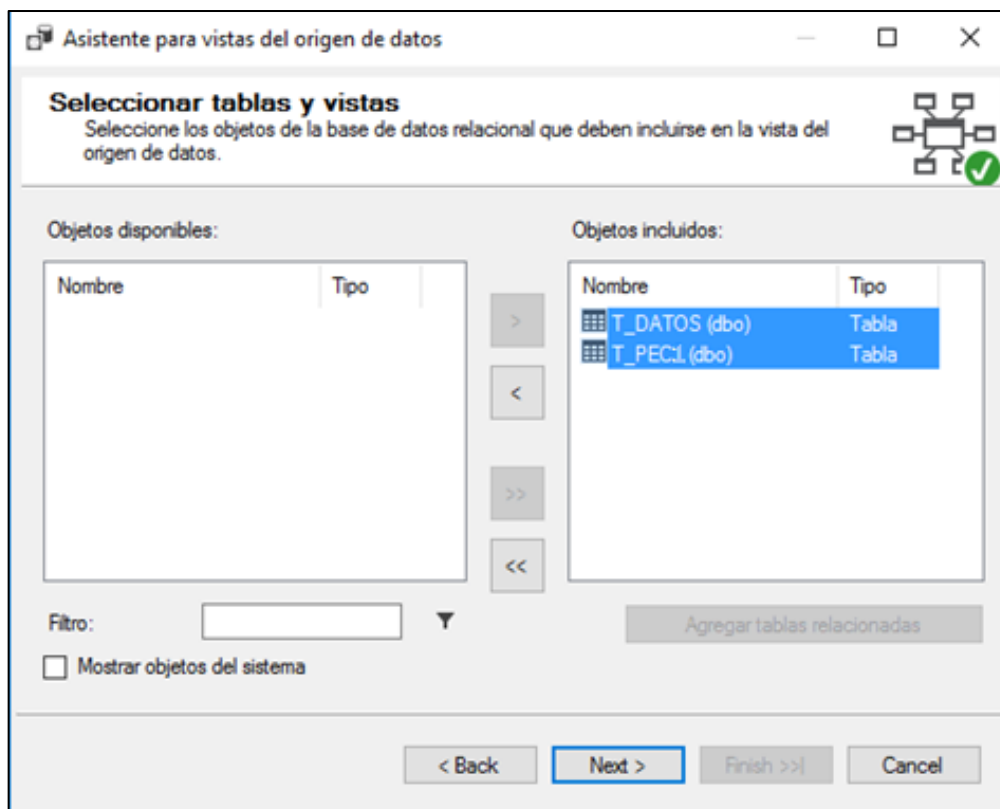 Asistente para vistas del origen de datos
Seleccionar tablas y vistas
Seleccione los objetos de la base de datos relacional que deben incluirse en la vista del
origen de datos.
Objetos disponibles:
Objetos incluidos:
Nombre Tipo
Nombre Tipo
T_DATOS (dbo) Tabla
T_PEC1 (dbo) Tabla
>
<
>>
<<
Filtro:
Agregar tablas relacionadas
Mostrar objetos del sistema
< Back
Next >
Finish >>|
Cancel